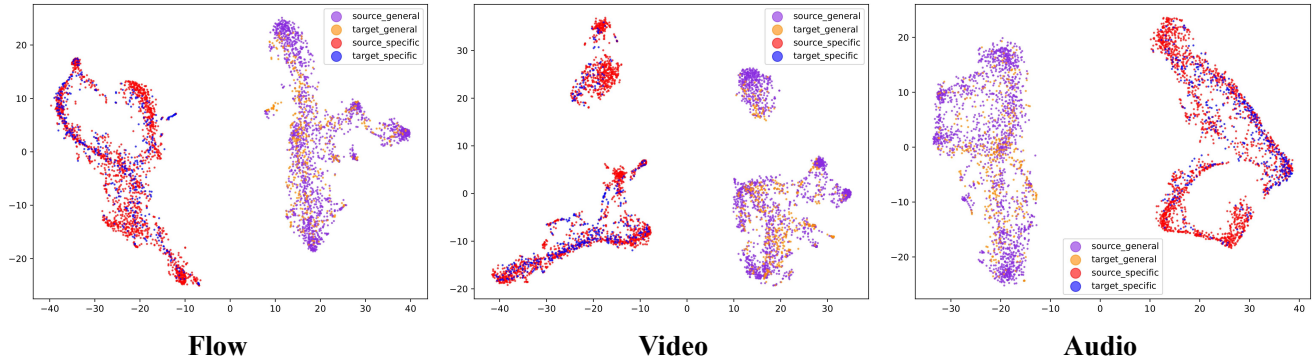 source_general
target_general
source_specific
target_specific
20
10
0
−10
−20
−40
−30
−20
−10
0
10
20
30
40
Flow
source_general
target_general
source_specific
target_specific
30
20
10
0
−10
−20
−40
−30
−20
−10
0
10
20
30
Video
source_general
target_general
source_specific
target_specific
20
10
0
−10
−20
−30
−20
−10
0
10
20
30
40
Audio